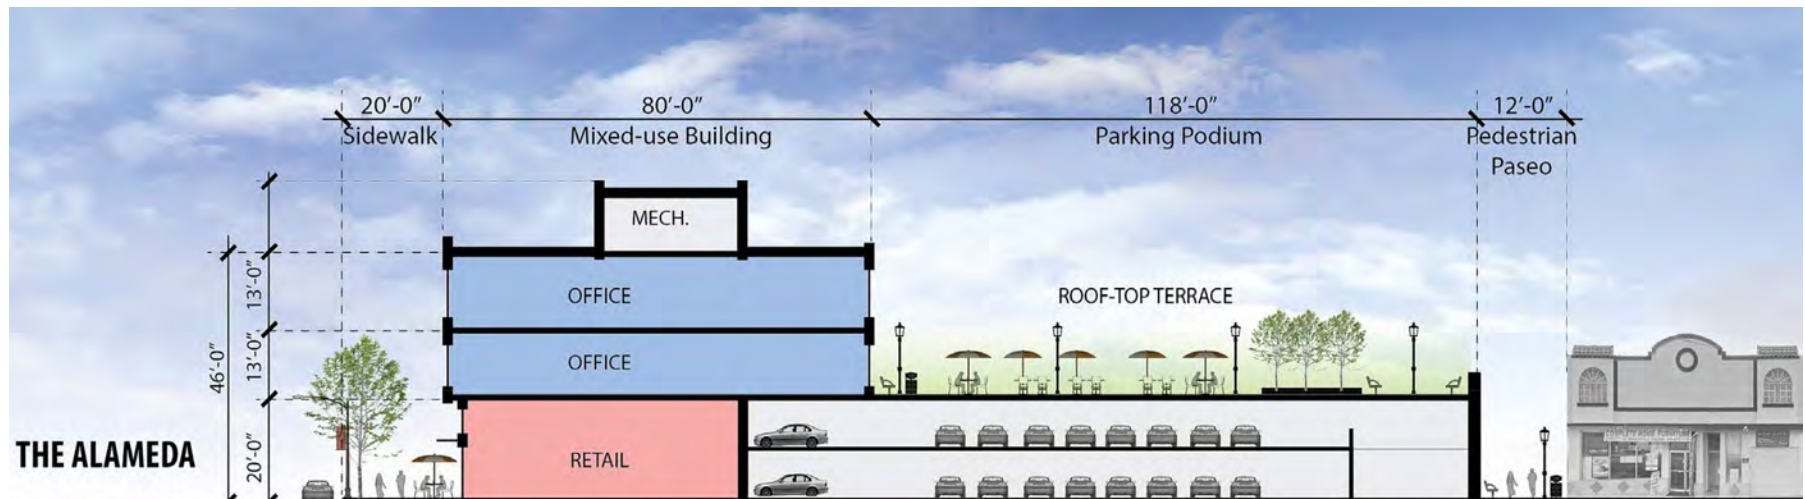 20'-0"
80'-0"
118'-0"
12'-0"
Sidewalk
Mixed-use Building
Parking Podium
Pedestrian
Paseo
MECH.
13'-0"
OFFICE
ROOF-TOP TERRACE
46'-0"
13'-0"
OFFICE
THE ALAMEDA
20'-0"
RETAIL